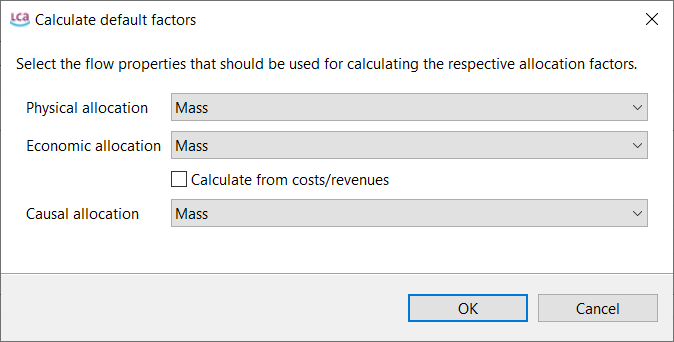 LCA Calculate default factors
Select the flow properties that should be used for calculating the respective allocation factors.
Physical allocation Mass
Economic allocation Mass
Calculate from costs/revenues
Causal allocation Mass
OK Cancel